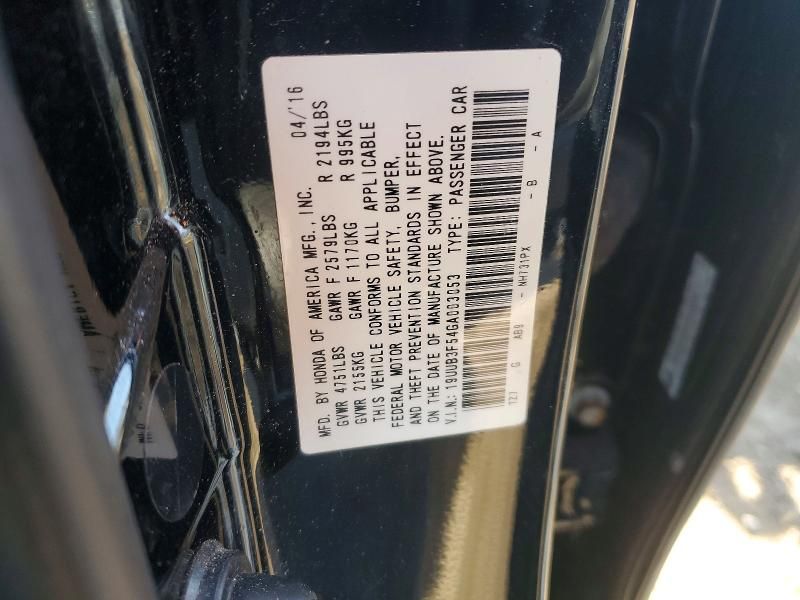 MFD. BY HONDA OF AMERICA MFG., INC. 04/'16
GVWR 4751LBS GAWR F 2579LBS R 2194LBS
GVWR 2155KG GAWR F 1170KG R 995KG
THIS VEHICLE CONFORMS TO ALL APPLICABLE
FEDERAL MOTOR VEHICLE SAFETY, BUMPER,
AND THEFT PREVENTION STANDARDS IN EFFECT
ON THE DATE OF MANUFACTURE SHOWN ABOVE.
V.I.N.: 19UUB3F54GA003053 TYPE: PASSENGER CAR
TZ7 G AB9 - NH731PX - B - A